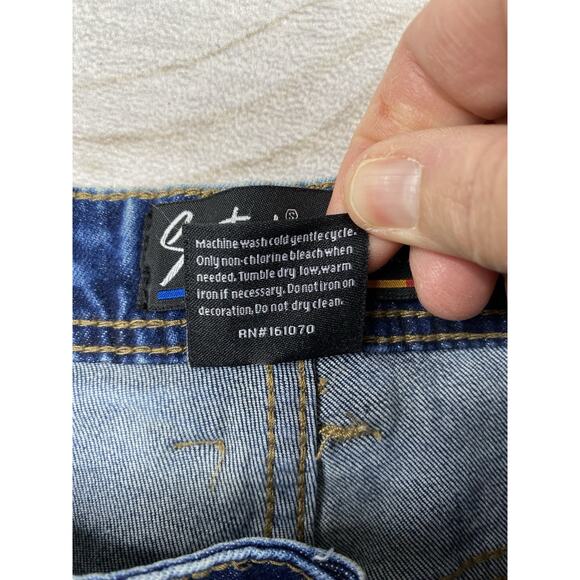 Machine wash cold gentle cycle.
Only non-chlorine bleach when
needed. Tumble dry low, warm
iron if necessary. Do not iron on
decoration. Do not dry clean.
RN#161070